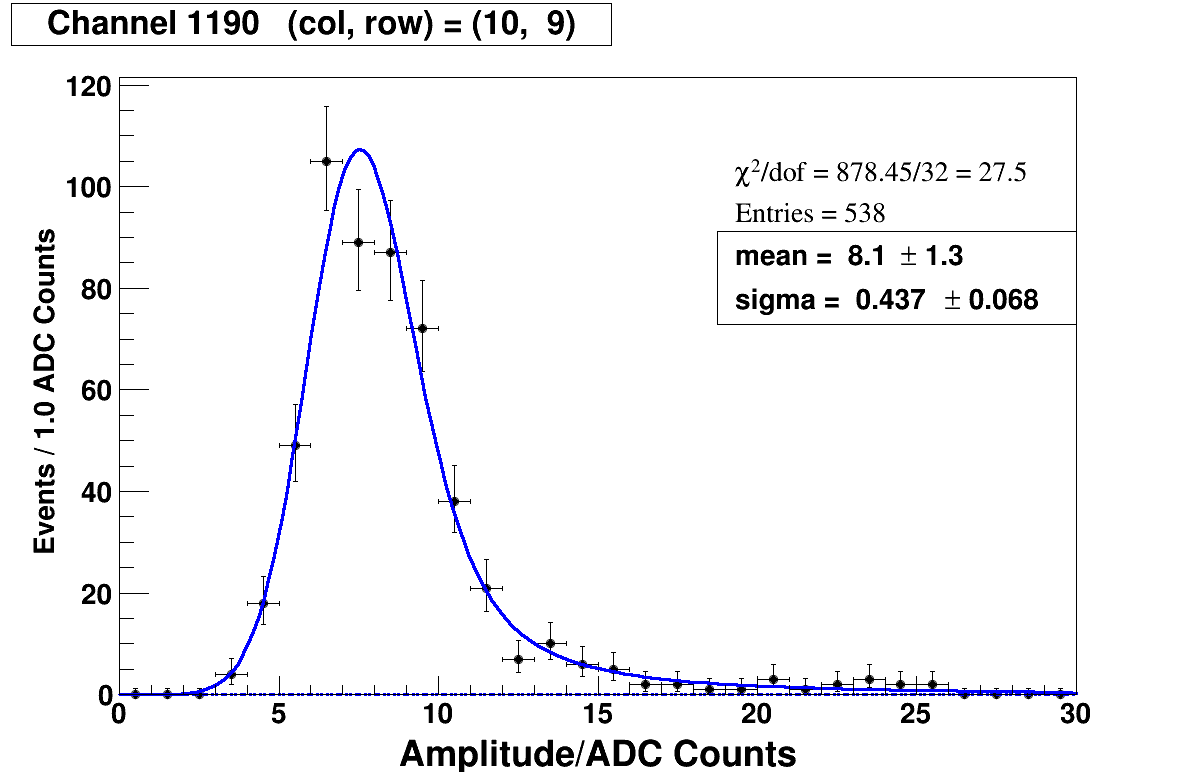 Channel 1190 (col, row) = (10, 9)
120
100
80
60
40
20
0
Events / 1.0 ADC Counts
χ²/dof = 878.45/32 = 27.5
Entries = 538
mean = 8.1 ± 1.3
sigma = 0.437 ± 0.068
0 5 10 15 20 25 30
Amplitude/ADC Counts